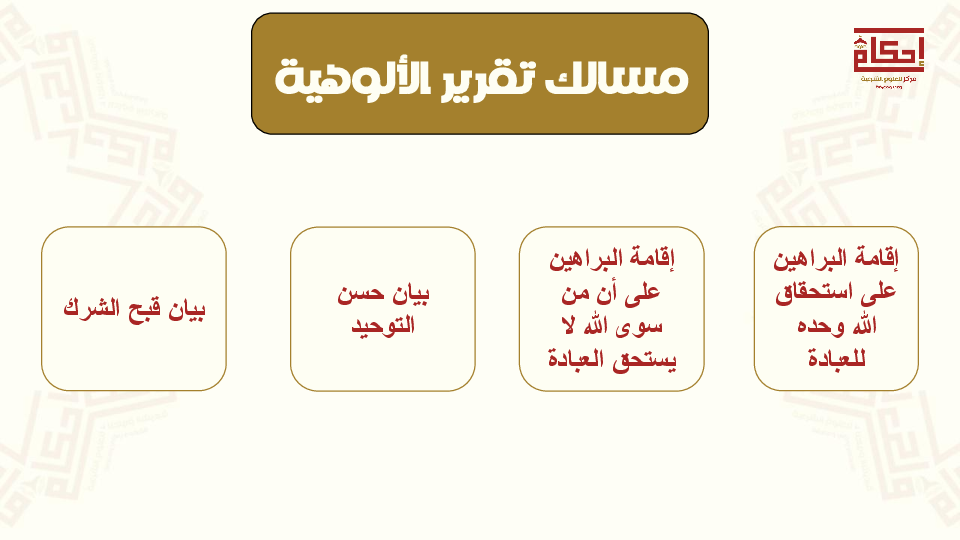 مسالك تقرير الألوهية
إحكام
مركز للعلوم الشرعية
إقامة البراهين
على استحقاق
الله وحده
للعبادة
إقامة البراهين
على أن من
سوى الله لا
يستحق العبادة
بيان حسن
التوحيد
بيان قبح الشرك